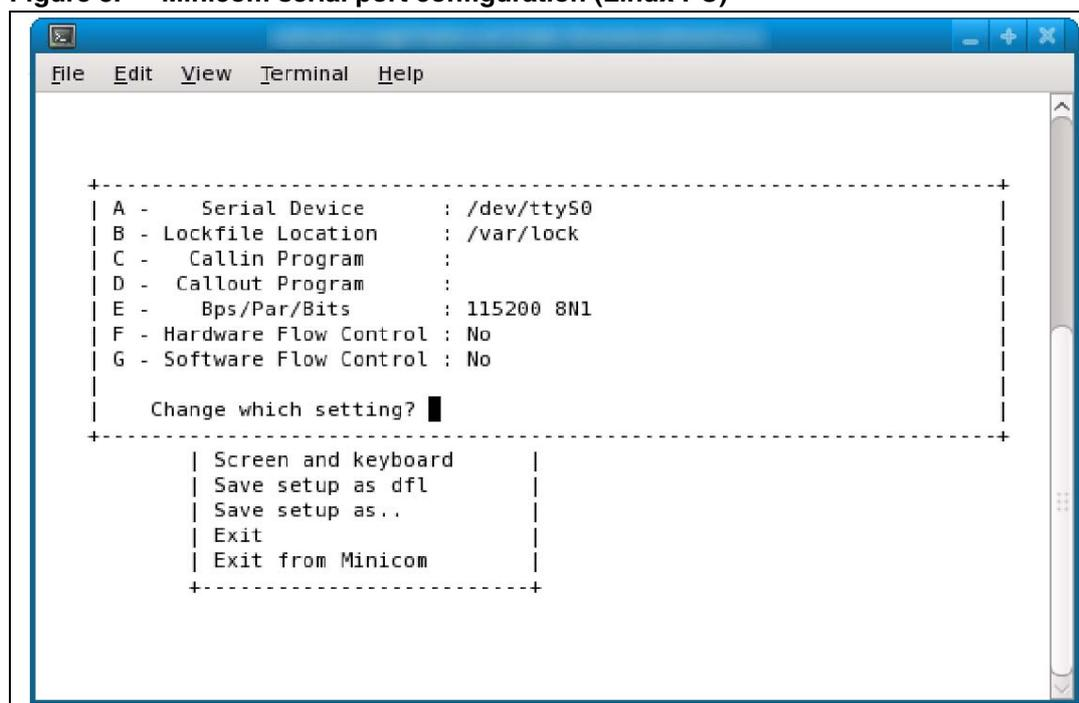 Minicom serial port configuration (Linux PC)
File Edit View Terminal Help
+-----------------------------------------------------------------------+
| A -    Serial Device      : /dev/ttyS0                                |
| B - Lockfile Location     : /var/lock                                 |
| C -   Callin Program      :                                           |
| D -  Callout Program      :                                           |
| E -    Bps/Par/Bits       : 115200 8N1                                |
| F - Hardware Flow Control : No                                        |
| G - Software Flow Control : No                                        |
|                                                                       |
|    Change which setting?                                              |
+-----------------------------------------------------------------------+
| Screen and keyboard      |
| Save setup as dfl        |
| Save setup as..          |
| Exit                     |
| Exit from Minicom        |
+--------------------------+